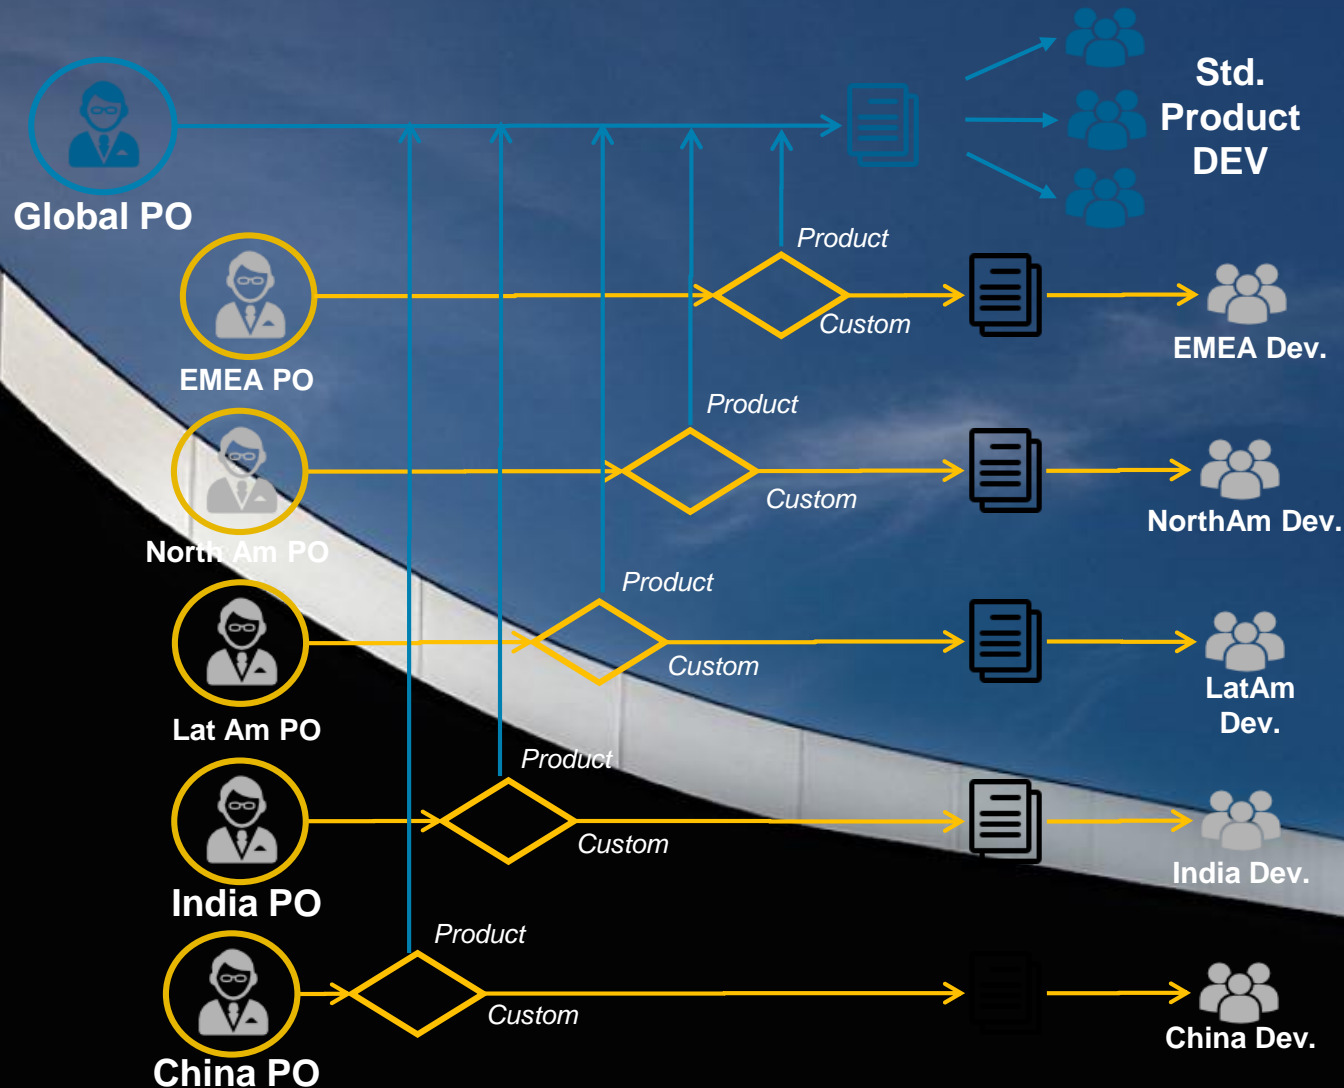 Std.
Product
DEV
Global PO
Product
Custom
EMEA PO
EMEA Dev.
Product
Custom
North Am PO
NorthAm Dev.
Product
Custom
Lat Am PO
LatAm
Dev.
Product
Custom
India PO
India Dev.
Product
Custom
China PO
China Dev.